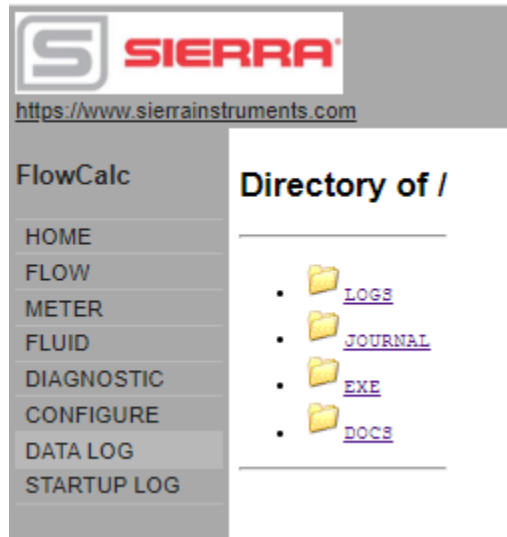 S SIERRA
https://www.sierrainstruments.com
FlowCalc
HOME
FLOW
METER
FLUID
DIAGNOSTIC
CONFIGURE
DATA LOG
STARTUP LOG
Directory of /
LOGS
JOURNAL
EXE
DOCS